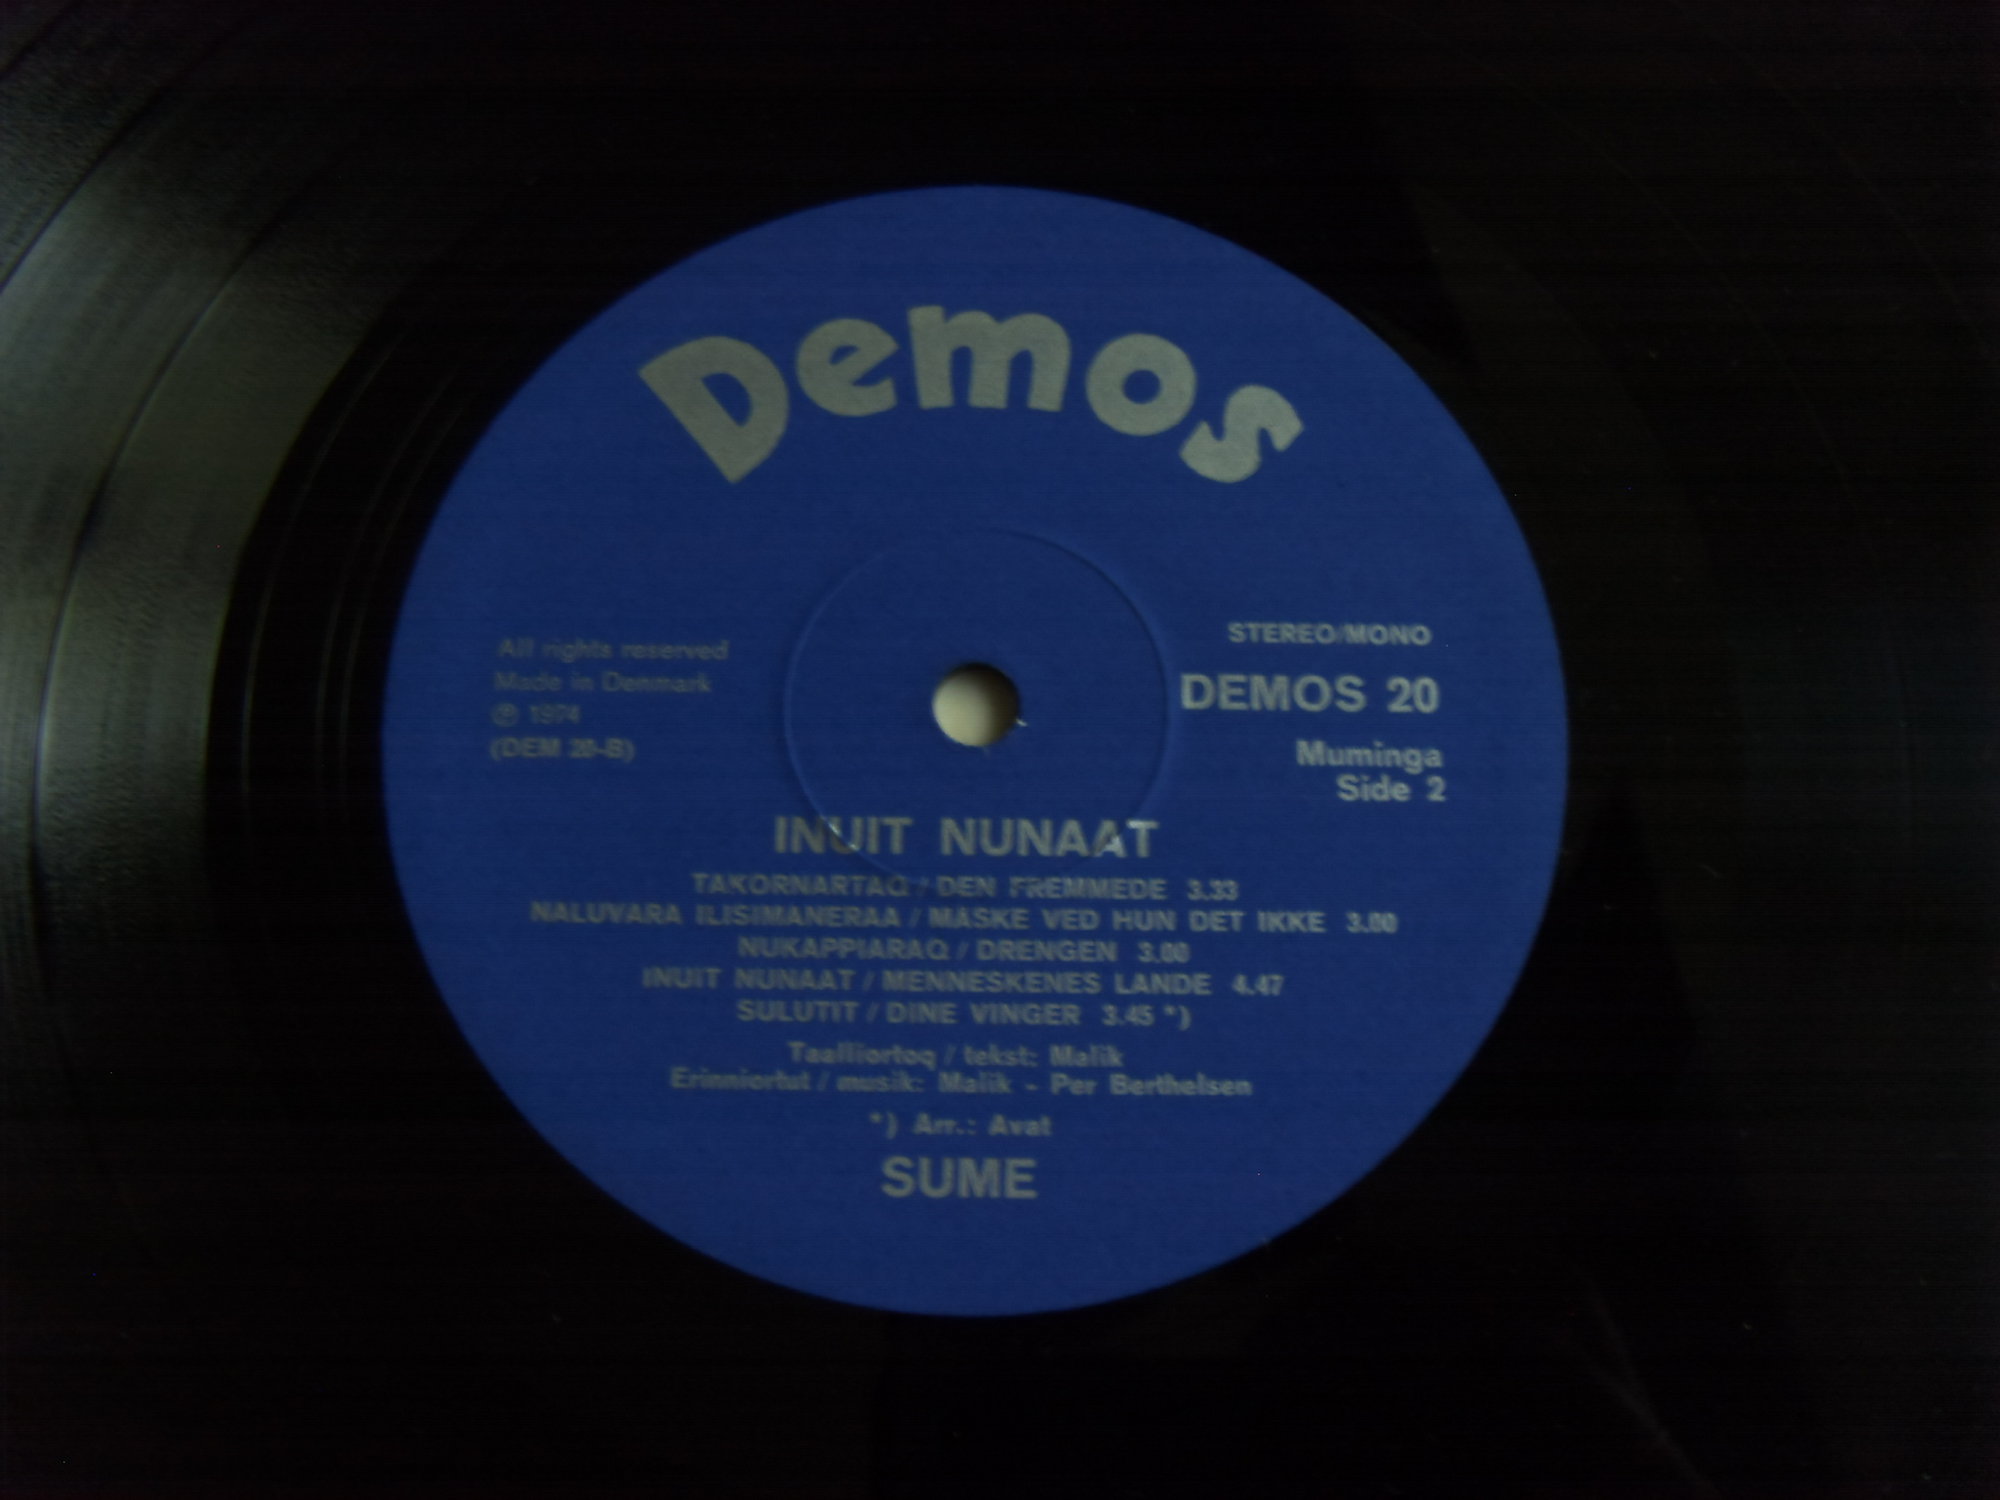 Demos
All rights reserved
Made in Denmark
℗ 1974
(DEM 20-B)
STEREO/MONO
DEMOS 20
Muminga
Side 2
INUIT NUNAAT
TAKORNARTAQ / DEN FREMMEDE 3.33
NALUVARA ILISIMANERAA / MÅSKE VED HUN DET IKKE 3.00
NUKAPPIARAQ / DRENGEN 3.00
INUIT NUNAAT / MENNESKENES LANDE 4.47
SULUTIT / DINE VINGER 3.45 *)
Taalliortoq / tekst: Malik
Erinniortut / musik: Malik - Per Berthelsen
*) Arr.: Avat
SUME